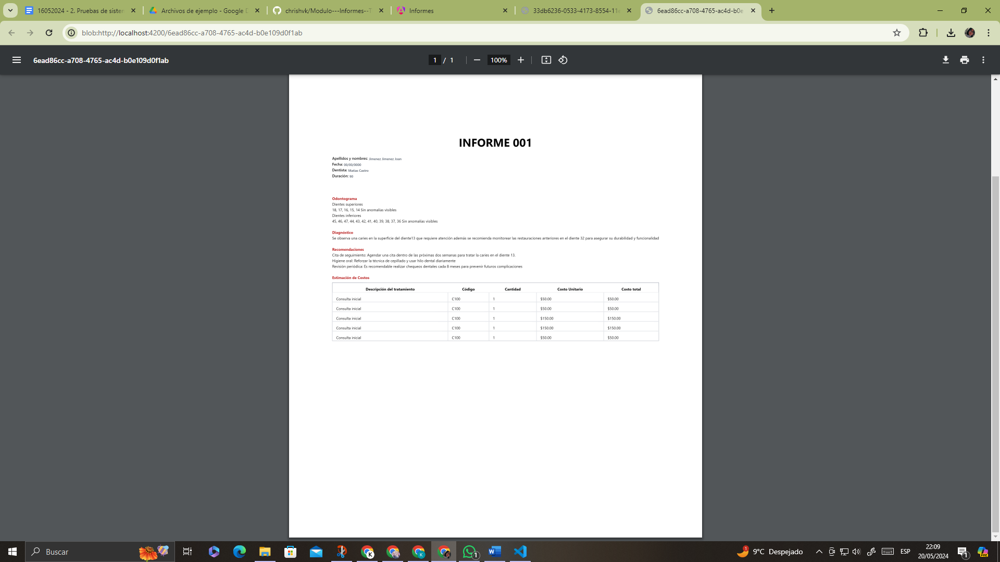 16052024 - 2. Pruebas de sister
Archivos de ejemplo - Google D
chrishvk/Modulo---Informes--T
Informes
33db6236-0533-4173-8554-11e
6ead86cc-a708-4765-ac4d-b0e
blob:http://localhost:4200/6ead86cc-a708-4765-ac4d-b0e109d0f1ab
6ead86cc-a708-4765-ac4d-b0e109d0f1ab
1 / 1
100%
INFORME 001
Apellidos y nombres: Jimenez Jimenez Joan
Fecha: 00/00/0000
Dentista: Matias Castro
Duración: 90
Odontograma
Dientes superiores
18, 17, 16, 15, 14 Sin anomalías visibles
Dientes inferiores
45, 46, 47, 44, 43, 42, 41, 40, 39, 38, 37, 36 Sin anomalías visibles
Diagnóstico
Se observa una caries en la superficie del diente13 que requiere atención además se recomienda monitorear las restauraciones anteriores en el diente 32 para asegurar su durabilidad y funcionalidad
Recomendaciones
Cita de seguimiento: Agendar una cita dentro de las próximas dos semanas para tratar la caries en el diente 13.
Higiene oral: Reforzar la técnica de cepillado y usar hilo dental diariamente
Revisión periódica: Es recomendable realizar chequeos dentales cada 8 meses para prevenir futuros complicaciones
Estimación de Costos
Descripción del tratamiento Código Cantidad Costo Unitario Costo total
Consulta inicial C100 1 $50.00 $50.00
Consulta inicial C100 1 $50.00 $50.00
Consulta inicial C100 1 $150.00 $150.00
Consulta inicial C100 1 $150.00 $150.00
Consulta inicial C100 1 $50.00 $50.00
Buscar
K
K
1
1
9°C Despejado
ESP
22:09
20/05/2024
1
PRE